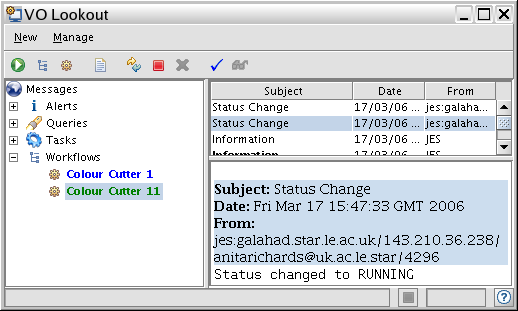 VO Lookout
New Manage
Messages
Alerts
Queries
Tasks
Workflows
Colour Cutter 1
Colour Cutter 11
Subject Date From
Status Change 17/03/06 ... jes:galaha...
Status Change 17/03/06 ... jes:galaha...
Information 17/03/06 ... JES
Information 17/03/06 ... JES
Subject: Status Change
Date: Fri Mar 17 15:47:33 GMT 2006
From:
jes:galahad.star.le.ac.uk/143.210.36.238/
anitarichards@uk.ac.le.star/4296
Status changed to RUNNING